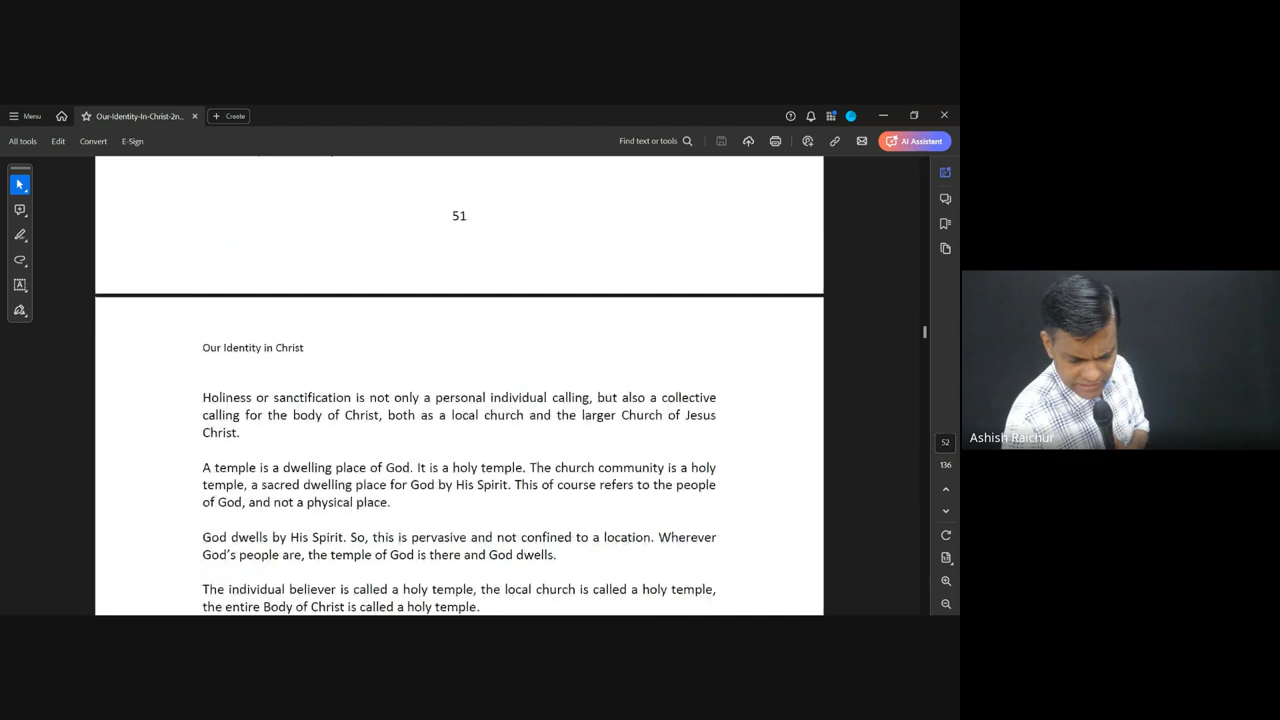 Menu
Our-Identity-In-Christ-2n...
Create
All tools
Edit
Convert
E-Sign
Find text or tools
AI Assistant
51
Our Identity in Christ
Holiness or sanctification is not only a personal individual calling, but also a collective
calling for the body of Christ, both as a local church and the larger Church of Jesus
Christ.
A temple is a dwelling place of God. It is a holy temple. The church community is a holy
temple, a sacred dwelling place for God by His Spirit. This of course refers to the people
of God, and not a physical place.
God dwells by His Spirit. So, this is pervasive and not confined to a location. Wherever
God's people are, the temple of God is there and God dwells.
The individual believer is called a holy temple, the local church is called a holy temple,
the entire Body of Christ is called a holy temple.
52
136
Ashish Raichur